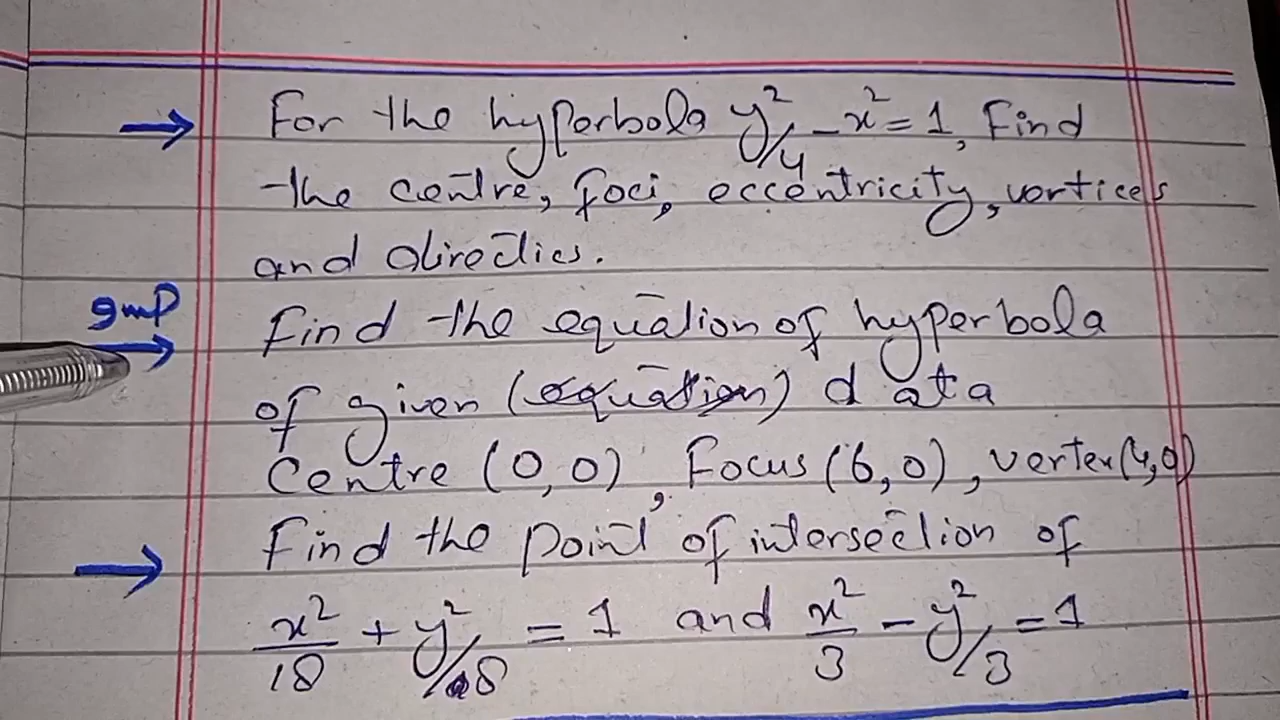 For the hyperbola y²/4 - x² = 1, Find
the centre, foci, eccentricity, vertices
and directies.
gmp
Find the equation of hyperbola
of given (equation) data
Centre (0,0), Focus (6,0), vertex (4,0)
Find the point of intersection of
x²/18 + y²/8 = 1 and x²/3 - y²/3 = 1